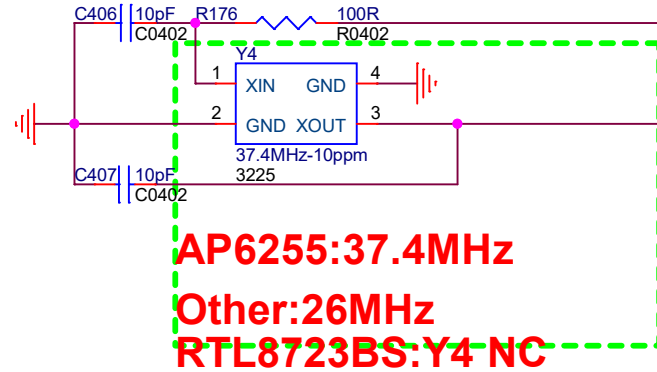 C406 10pF R176 100R
C0402 R0402
Y4
1 XIN GND 4
2 GND XOUT 3
37.4MHz-10ppm
C407 10pF 3225
C0402
AP6255:37.4MHz
Other:26MHz
RTL8723BS:Y4 NC